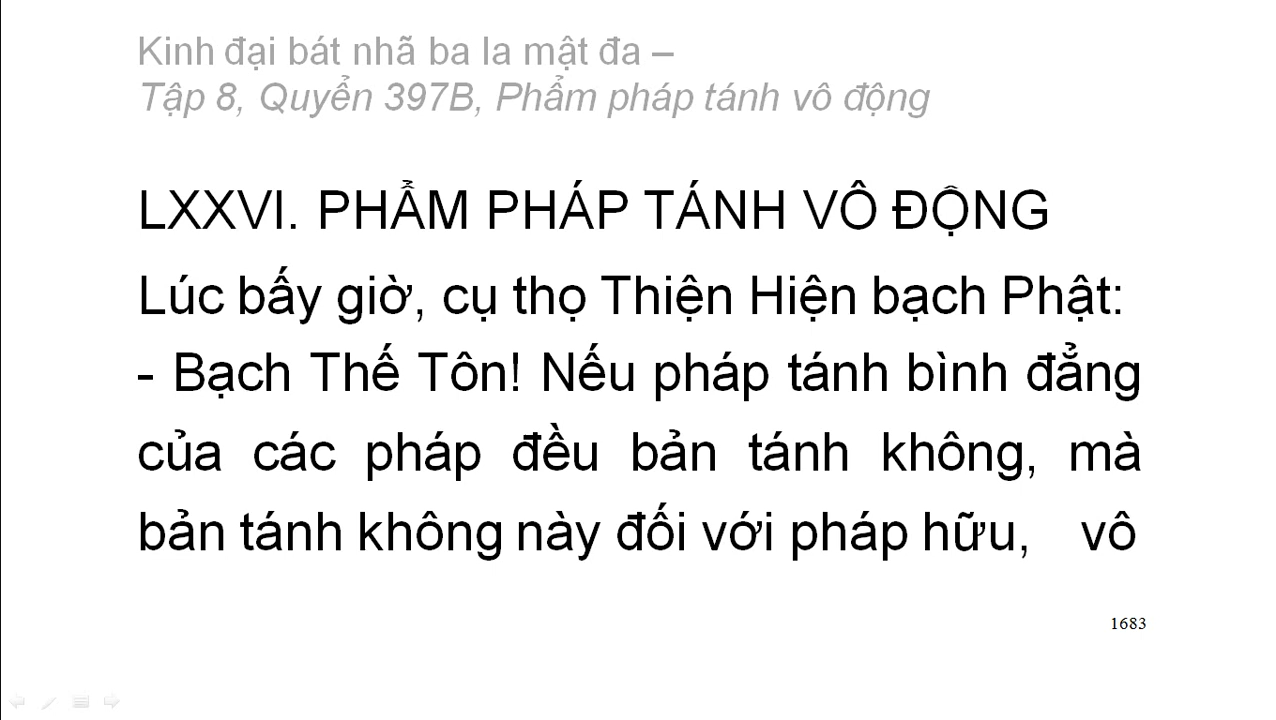 Kinh đại bát nhã ba la mật đa –
Tập 8, Quyển 397B, Phẩm pháp tánh vô động
LXXVI. PHẨM PHÁP TÁNH VÔ ĐỘNG
Lúc bấy giờ, cụ thọ Thiện Hiện bạch Phật:
- Bạch Thế Tôn! Nếu pháp tánh bình đẳng
của các pháp đều bản tánh không, mà
bản tánh không này đối với pháp hữu, vô
1683